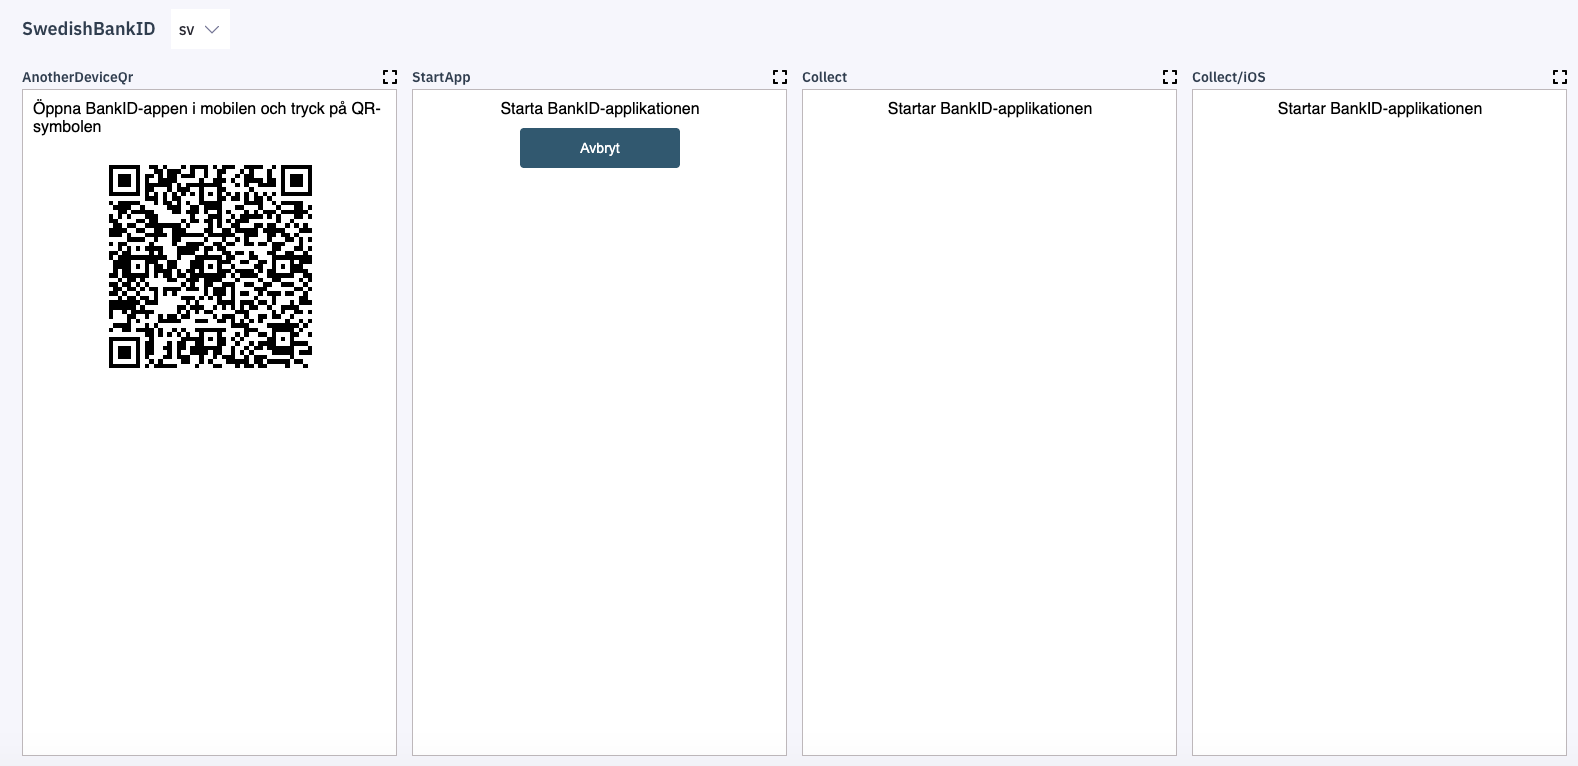 SwedishBankID
sv
AnotherDeviceQr
Öppna BankID-appen i mobilen och tryck på QR-
symbolen
StartApp
Starta BankID-applikationen
Avbryt
Collect
Startar BankID-applikationen
Collect/iOS
Startar BankID-applikationen